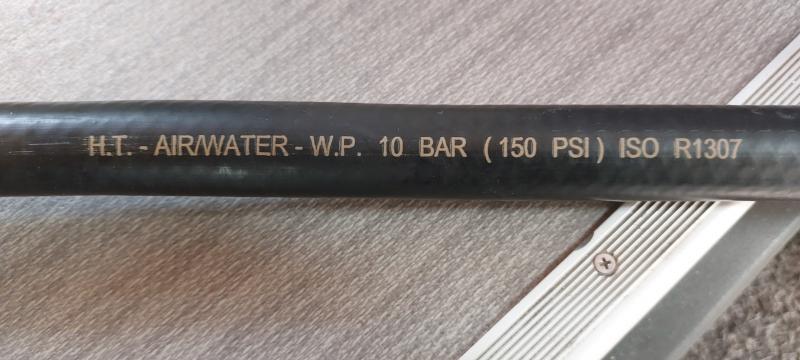 H.T. - AIR/WATER - W.P. 10 BAR (150 PSI) ISO R1307